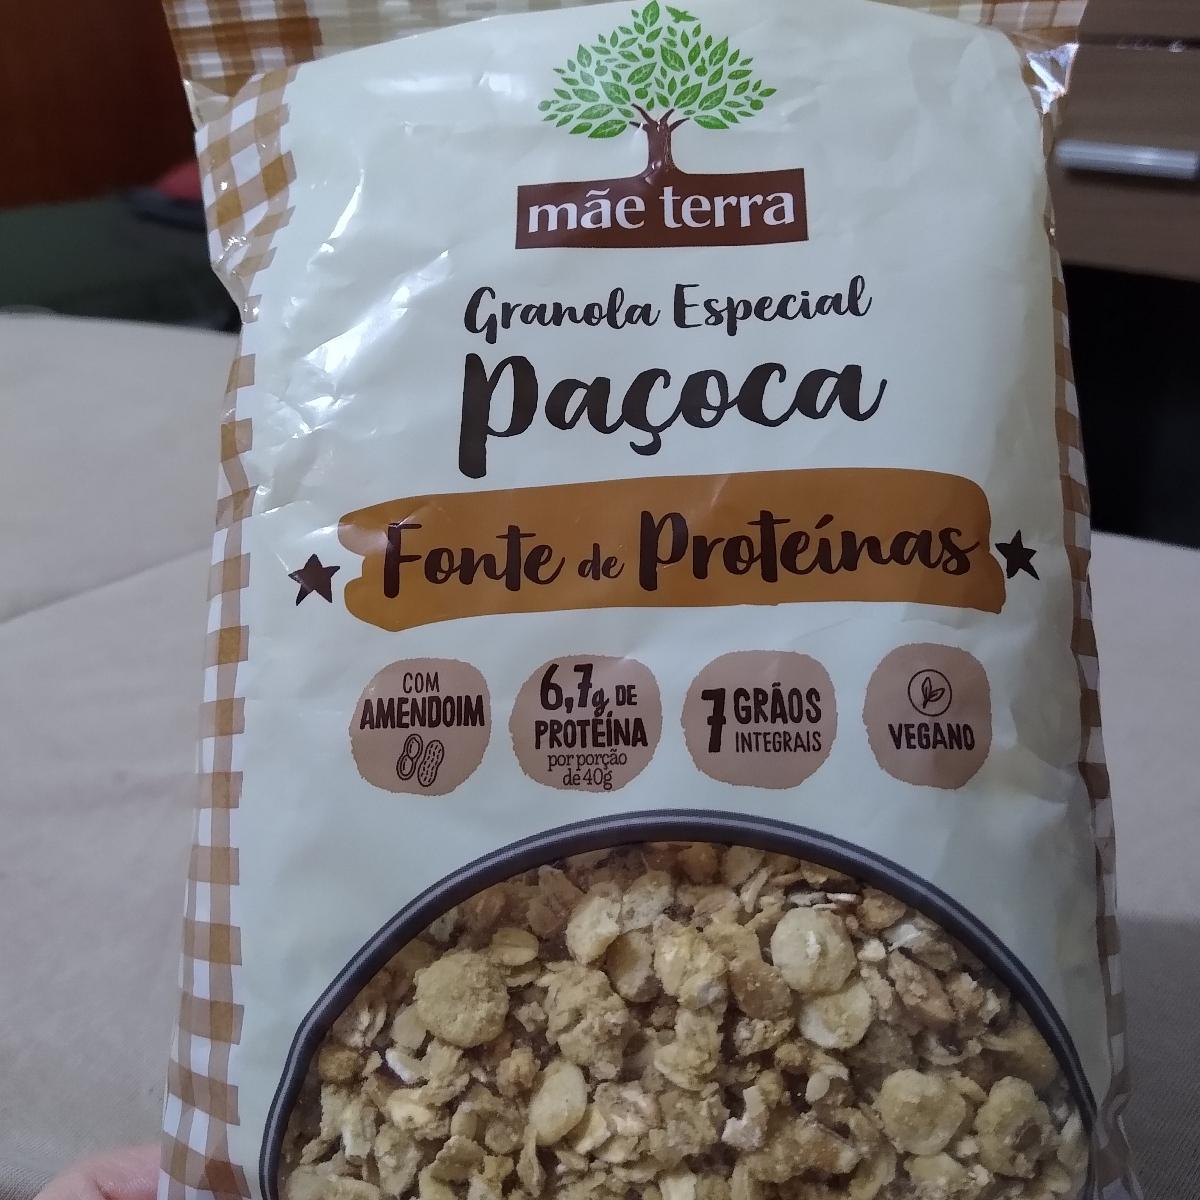 mãe terra
Granola Especial
Paçoca
Fonte de Proteínas
COM
AMENDOIM
6,7g DE
PROTEÍNA
por porção
de 40g
7 GRÃOS
INTEGRAIS
VEGANO